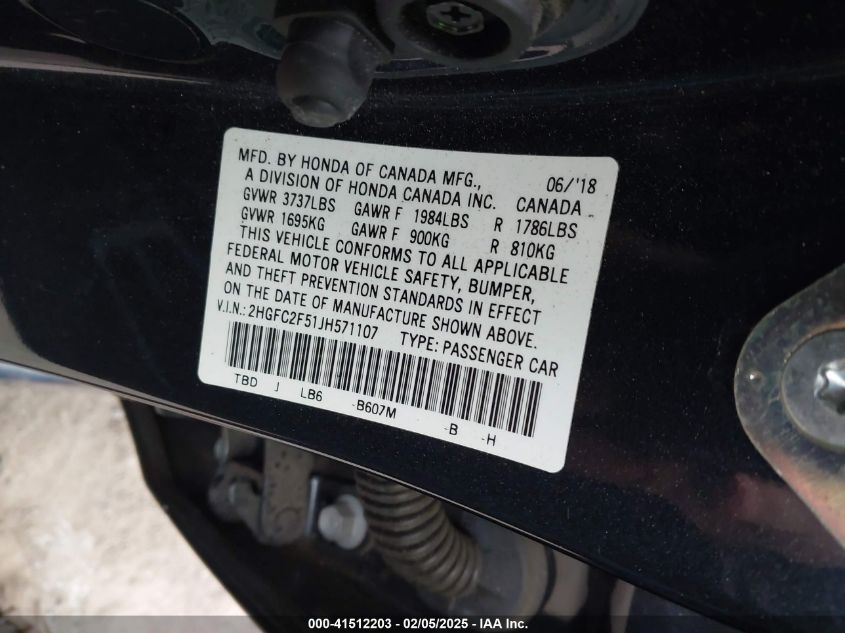 MFD. BY HONDA OF CANADA MFG., 06/'18
A DIVISION OF HONDA CANADA INC. CANADA
GVWR 3737LBS GAWR F 1984LBS R 1786LBS
GVWR 1695KG GAWR F 900KG R 810KG
THIS VEHICLE CONFORMS TO ALL APPLICABLE
FEDERAL MOTOR VEHICLE SAFETY, BUMPER,
AND THEFT PREVENTION STANDARDS IN EFFECT
ON THE DATE OF MANUFACTURE SHOWN ABOVE.
V.I.N.: 2HGFC2F51JH571107 TYPE: PASSENGER CAR
TBD J LB6 -B607M -B -H
000-41512203 - 02/05/2025 - IAA Inc.